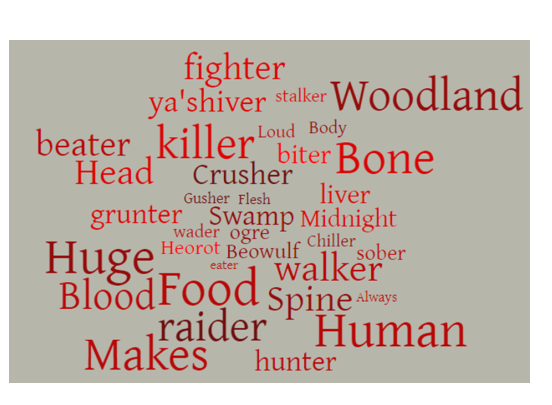 fighter
ya'shiver stalker Woodland
beater killer Loud Body
Head Crusher biter Bone
Gusher Flesh liver
grunter Swamp Midnight
wader ogre Chiller
Huge Heorot Beowulf sober
eater walker
Blood Food Spine Always
raider Human
Makes hunter